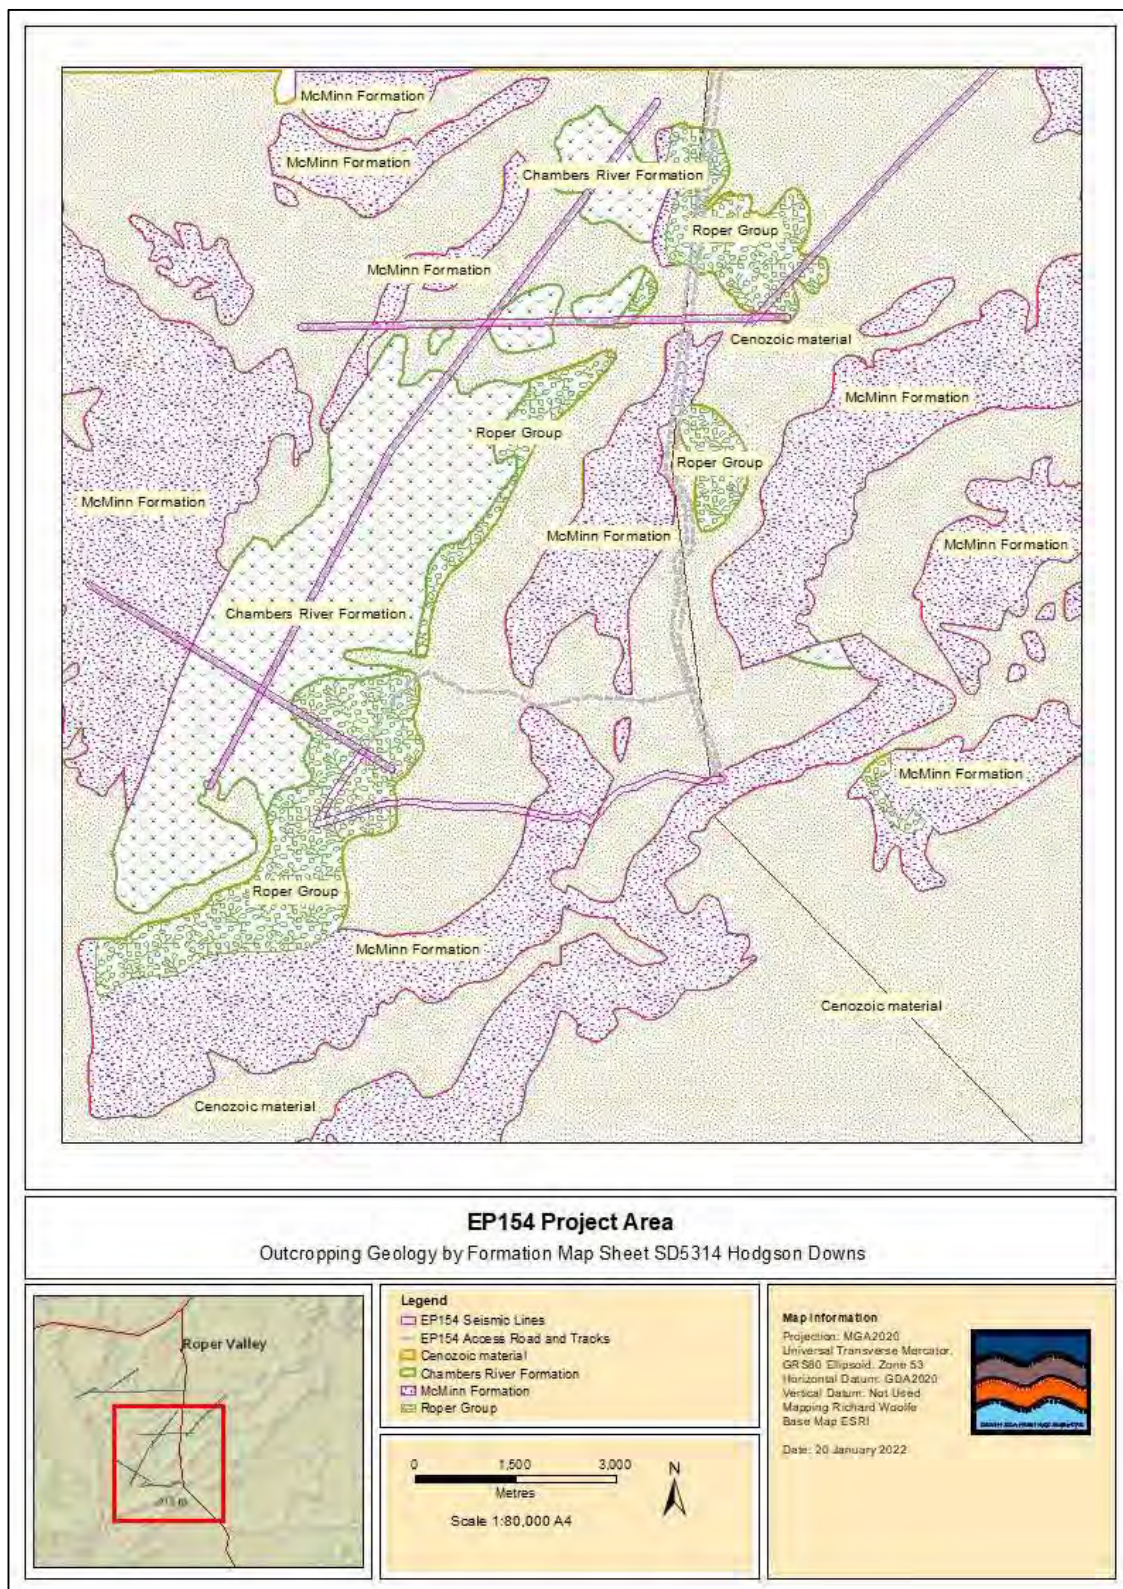 McMinn Formation
McMinn Formation
Chambers River Formation
Roper Group
McMinn Formation
Cenozoic material
McMinn Formation
Roper Group
Roper Group
McMinn Formation
McMinn Formation
McMinn Formation
Chambers River Formation
McMinn Formation
Roper Group
McMinn Formation
Cenozoic material
Cenozoic material
EP154 Project Area
Outcropping Geology by Formation Map Sheet SD5314 Hodgson Downs
Roper Valley
Legend
EP154 Seismic Lines
EP154 Access Road and Tracks
Cenozoic material
Chambers River Formation
McMinn Formation
Roper Group
0 1,500 3,000
Metres
Scale 1:80,000 A4
N
Map Information
Projection: MGA2020
Universal Transverse Mercator.
GRS80 Ellipsoid. Zone 53
Horizontal Datum: GDA2020
Vertical Datum: Not Used
Mapping Richard Woolfe
Base Map ESRI
Date: 20 January 2022